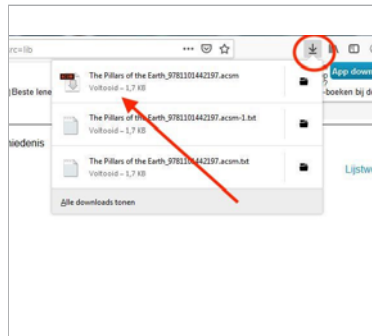 rc=lib
App down
The Pillars of the Earth_9781101442197.acsm
Voltooid – 1,7 KB
Beste lene
-boeken bij d
The Pillars of the Earth_9781101442197.acsm-1.txt
Voltooid – 1,7 KB
niedenis
The Pillars of the Earth_9781101442197.acsm.txt
Voltooid – 1,7 KB
Lijstw
Alle downloads tonen